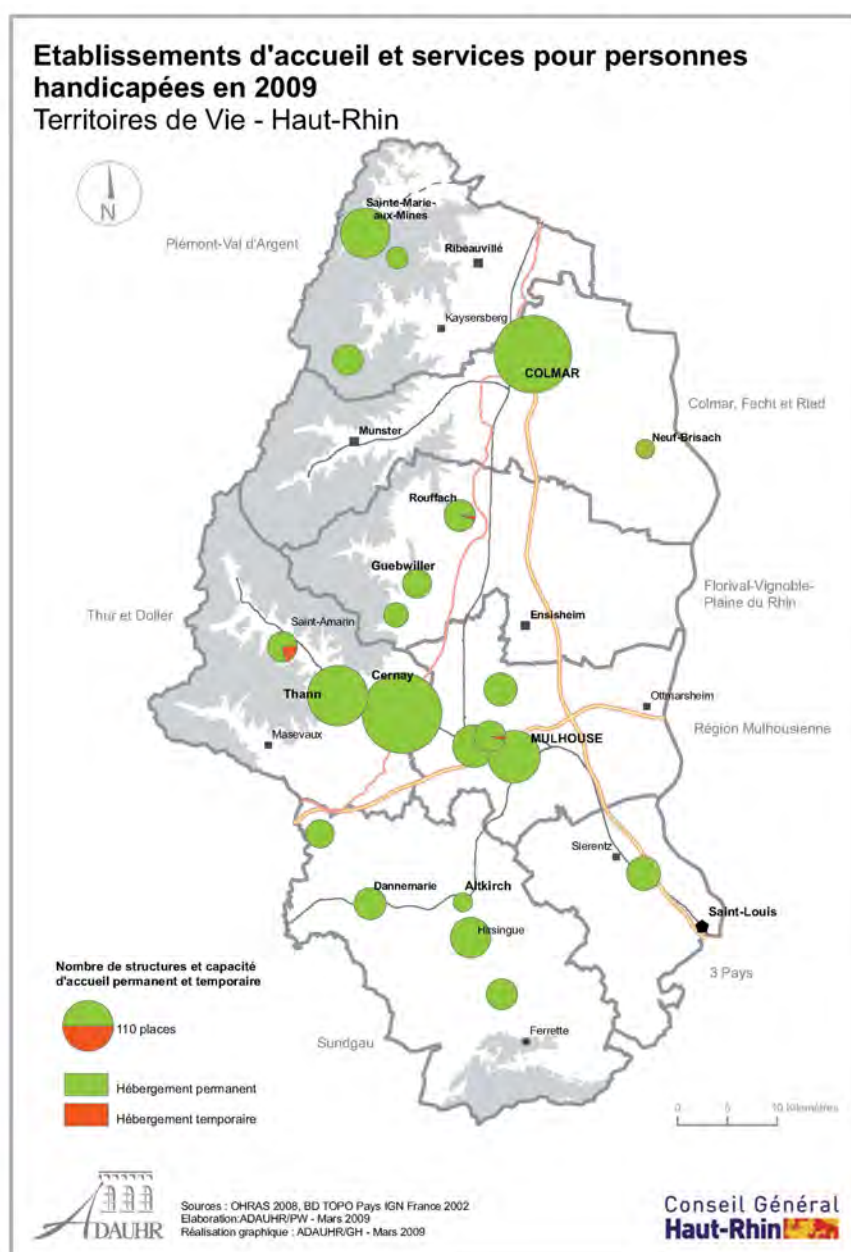 Etablissements d'accueil et services pour personnes
handicapées en 2009
Territoires de Vie - Haut-Rhin
N
Sainte-Marie-
aux-Mines
Piémont-Val d'Argent
Ribeauvillé
Kaysersberg
COLMAR
Colmar, Fecht et Ried
Munster
Neuf-Brisach
Rouffach
Guebwiller
Florival-Vignoble-
Plaine du Rhin
Thur et Doller
Ensisheim
Saint-Amarin
Cernay
Thann
Ottmarsheim
Région Mulhousienne
MULHOUSE
Masevaux
Sierentz
Dannemarie
Altkirch
Saint-Louis
Hirsingue
3 Pays
Nombre de structures et capacité
d'accueil permanent et temporaire
110 places
Sundgau
Ferrette
Hébergement permanent
Hébergement temporaire
0 5 10 kilomètres
ADAUHR
Sources : OHRAS 2008, BD TOPO Pays IGN France 2002
Elaboration:ADAUHR/PW - Mars 2009
Réalisation graphique : ADAUHR/GH - Mars 2009
Conseil Général
Haut-Rhin